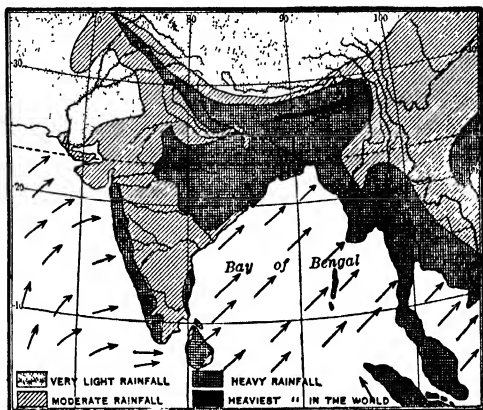 70 80 90 100
30
20
Bay of Bengal
10
VERY LIGHT RAINFALL HEAVY RAINFALL
MODERATE RAINFALL HEAVIEST " IN THE WORLD